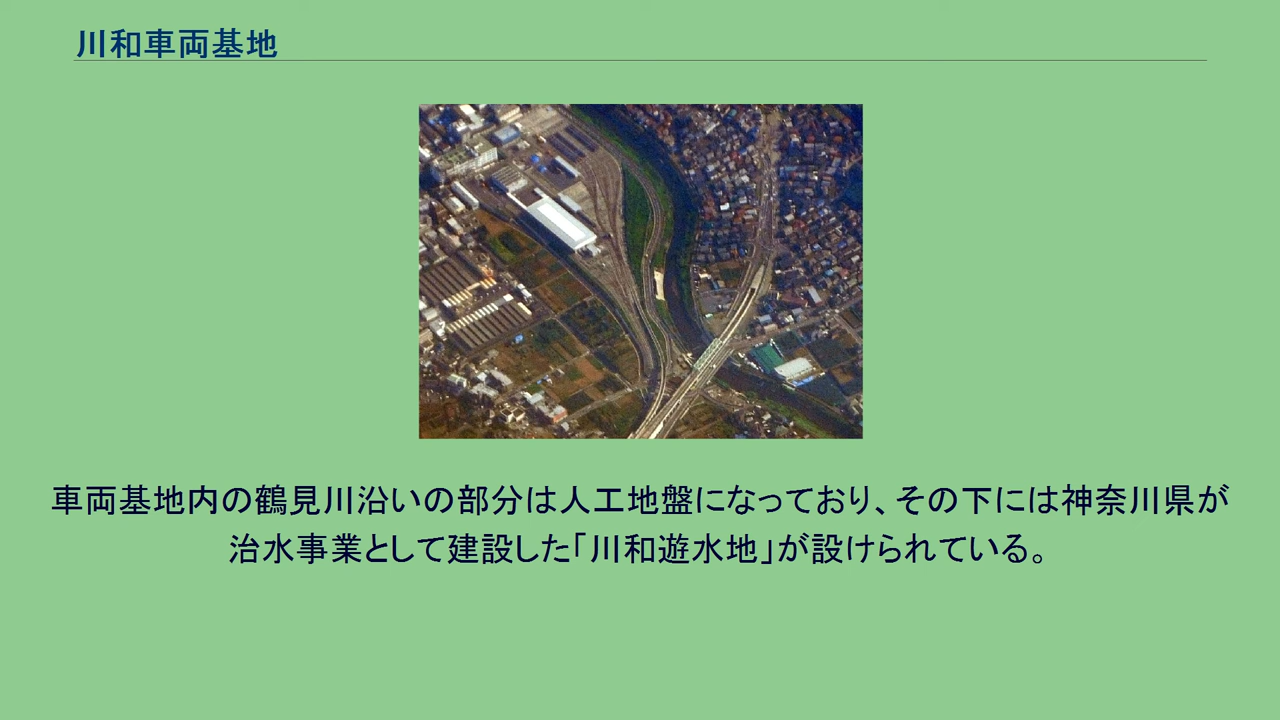 川和車両基地
車両基地内の鶴見川沿いの部分は人工地盤になっており、その下には神奈川県が
治水事業として建設した「川和遊水地」が設けられている。